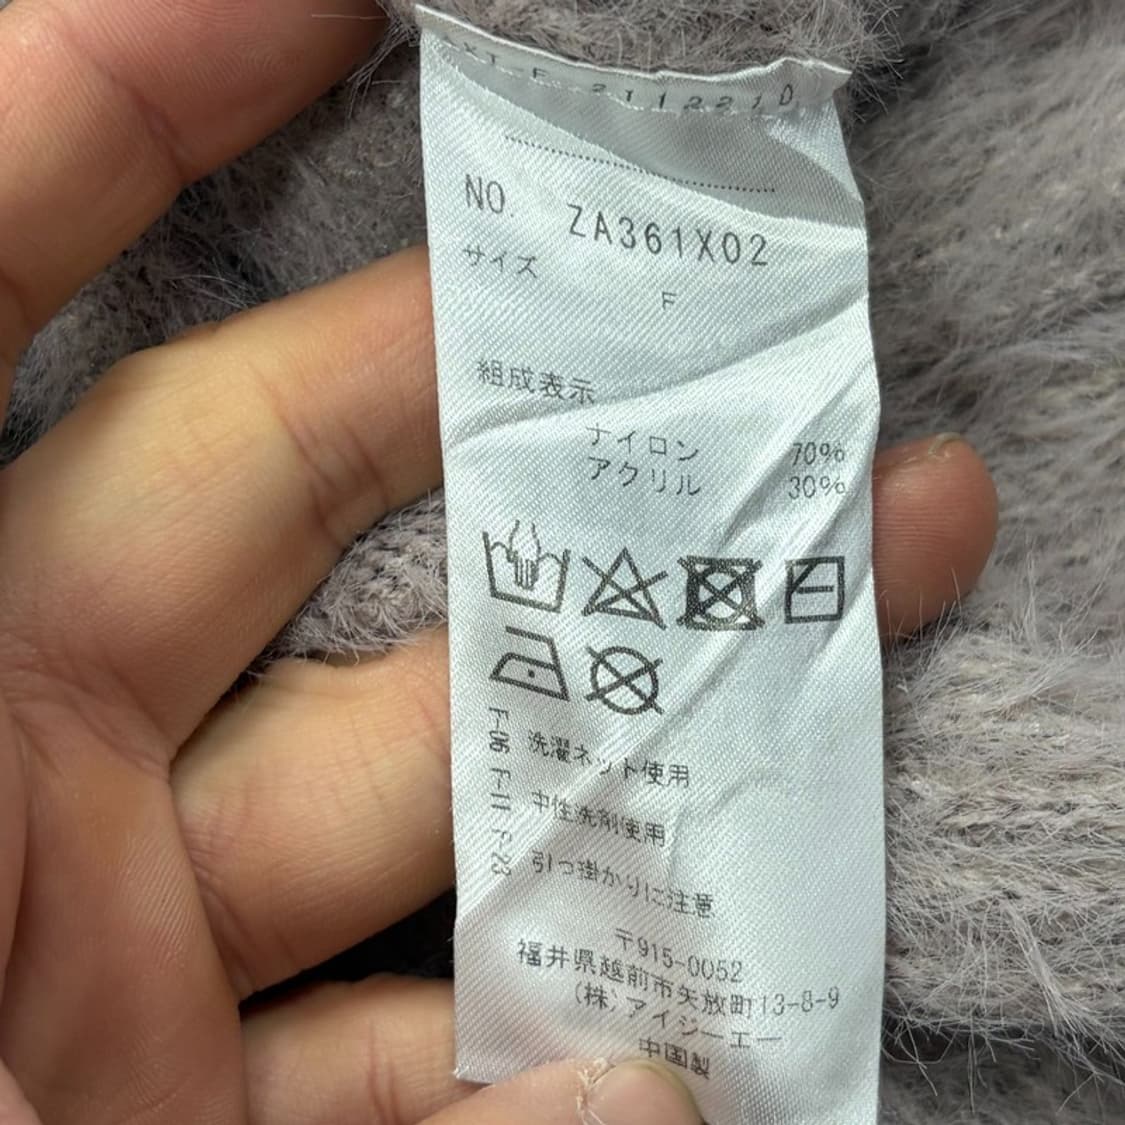 NO. ZA361X02
サイズ
F
組成表示
ナイロン 70%
アクリル 30%
F-06 F-11 F-23
洗濯ネット使用
中性洗剤使用
引っ掛かりに注意
〒915-0052
福井県越前市矢放町13-8-9
(株)アイジーエー
中国製